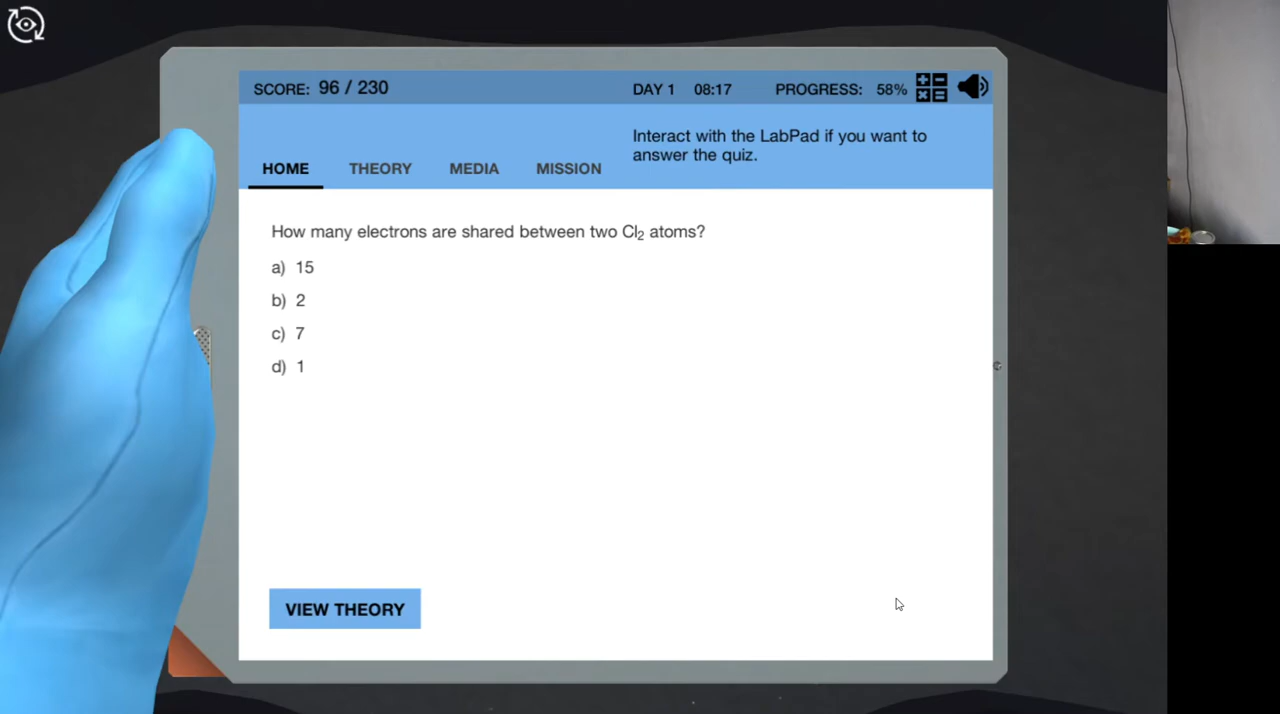 SCORE: 96 / 230 DAY 1 08:17 PROGRESS: 58%
Interact with the LabPad if you want to
answer the quiz.
HOME THEORY MEDIA MISSION
How many electrons are shared between two Cl₂ atoms?
a) 15
b) 2
c) 7
d) 1
VIEW THEORY